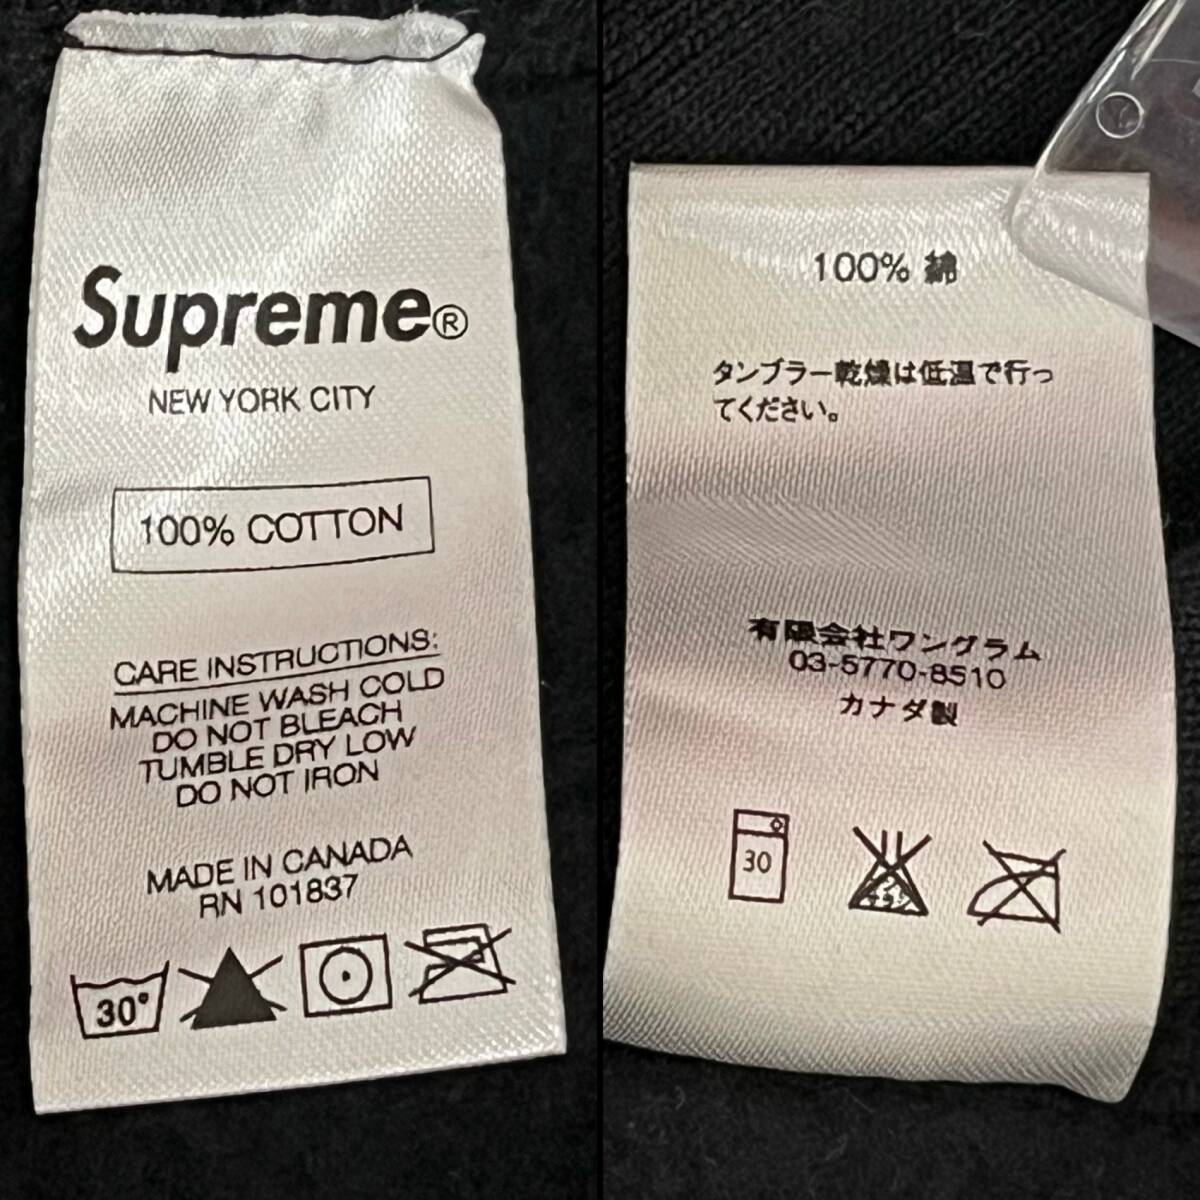 Supreme®
NEW YORK CITY
100% COTTON
CARE INSTRUCTIONS:
MACHINE WASH COLD
DO NOT BLEACH
TUMBLE DRY LOW
DO NOT IRON
MADE IN CANADA
RN 101837
30°
100% 綿
タンブラー乾燥は低温で行っ
てください。
有限会社ワングラム
03-5770-8510
カナダ製
30